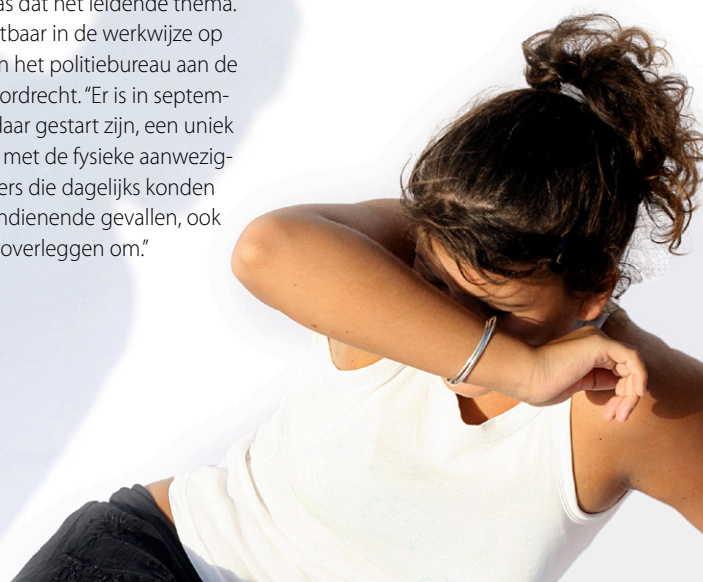 as dat het leidende thema.
tbaar in de werkwijze op
n het politiebureau aan de
ordrecht. “Er is in septem-
daar gestart zijn, een uniek
met de fysieke aanwezig-
ers die dagelijks konden
ndienende gevallen, ook
overleggen om.”